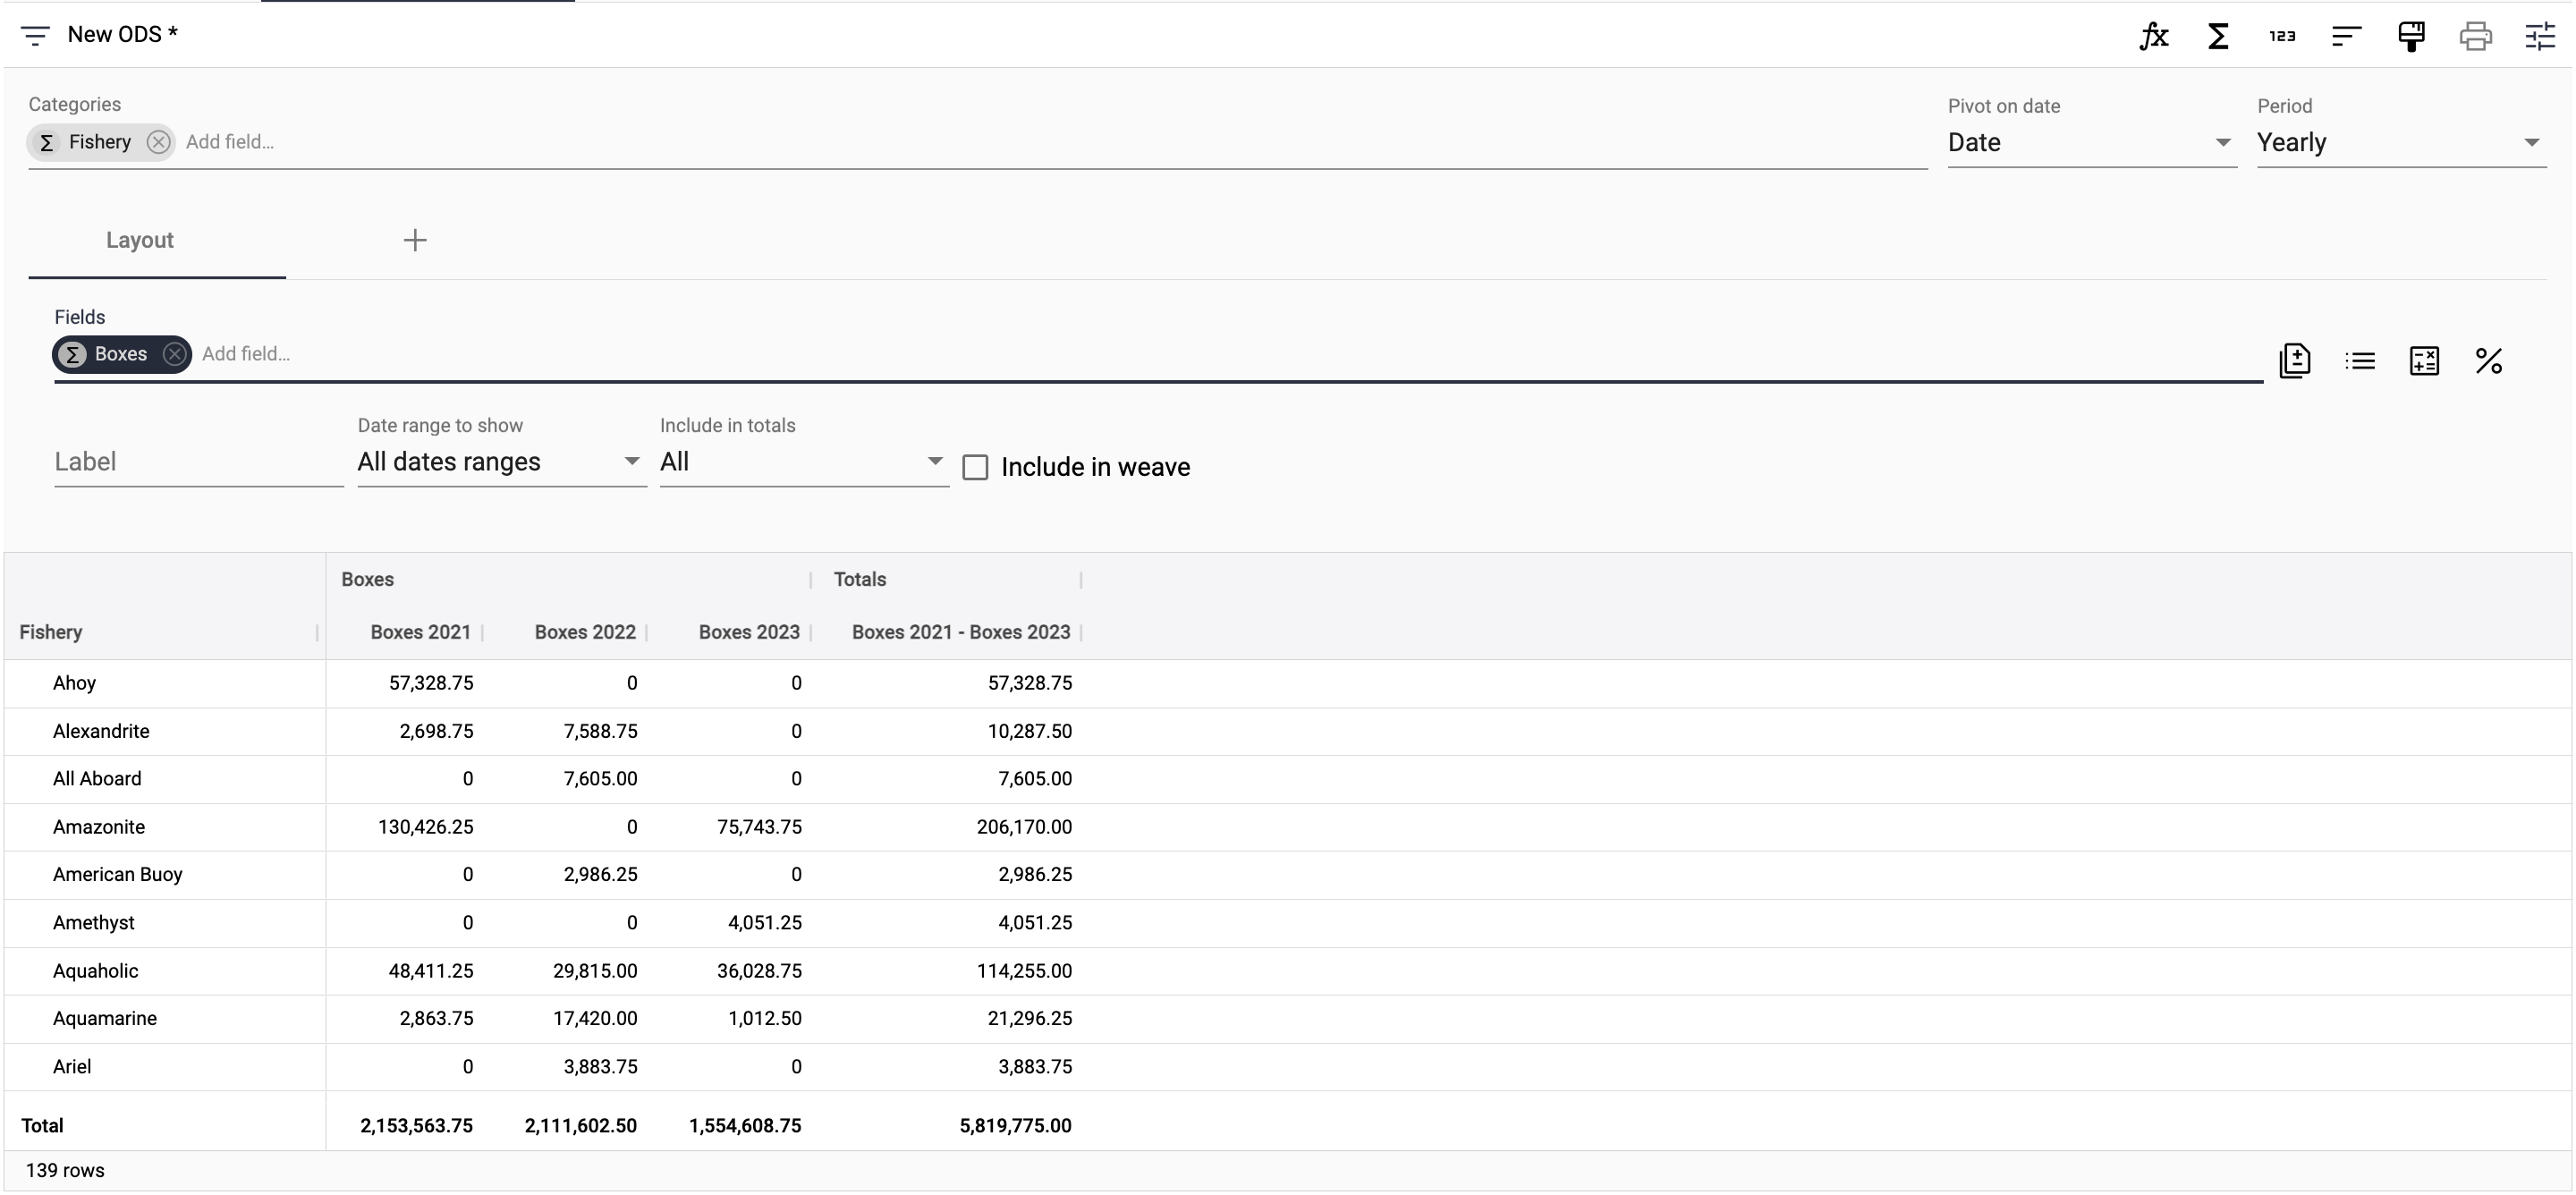 New ODS *
123
Categories
Pivot on date
Period
Σ Fishery Add field...
Date
Yearly
Layout
Fields
Σ Boxes Add field...
Label
Date range to show
All dates ranges
Include in totals
All
Include in weave
Boxes Totals
Fishery Boxes 2021 Boxes 2022 Boxes 2023 Boxes 2021 - Boxes 2023
Ahoy 57,328.75 0 0 57,328.75
Alexandrite 2,698.75 7,588.75 0 10,287.50
All Aboard 0 7,605.00 0 7,605.00
Amazonite 130,426.25 0 75,743.75 206,170.00
American Buoy 0 2,986.25 0 2,986.25
Amethyst 0 0 4,051.25 4,051.25
Aquaholic 48,411.25 29,815.00 36,028.75 114,255.00
Aquamarine 2,863.75 17,420.00 1,012.50 21,296.25
Ariel 0 3,883.75 0 3,883.75
Total 2,153,563.75 2,111,602.50 1,554,608.75 5,819,775.00
139 rows